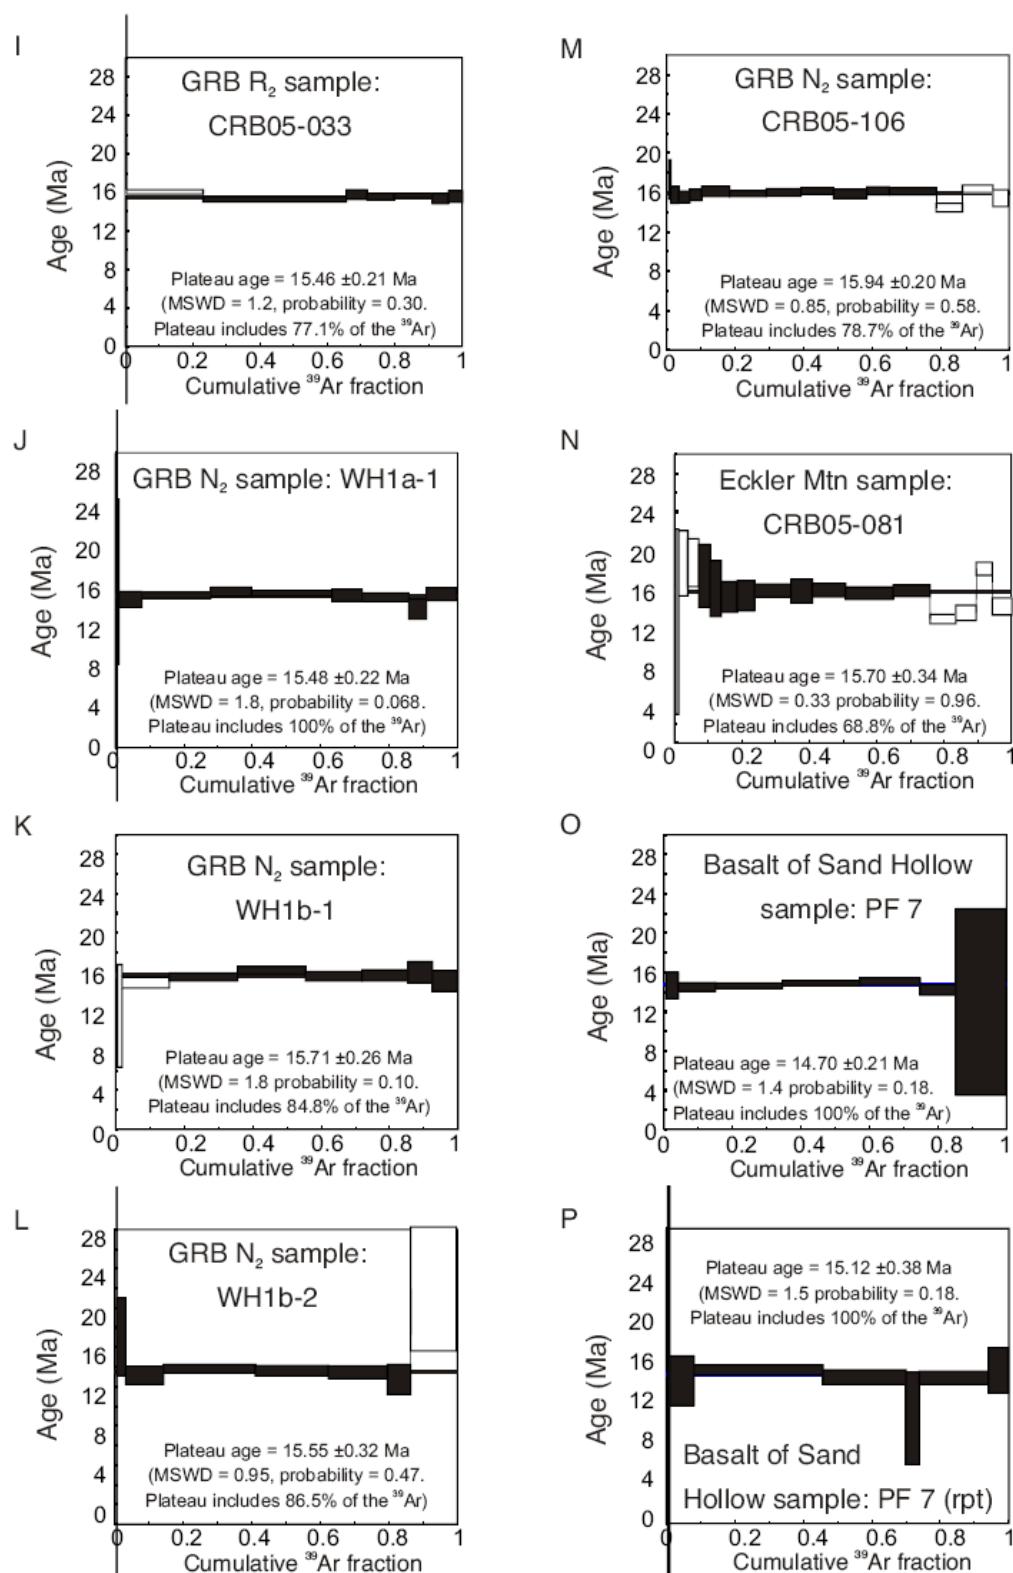 I
GRB R₂ sample:
CRB05-033
28
24
20
16
12
8
4
0
Age (Ma)
Plateau age = 15.46 ±0.21 Ma
(MSWD = 1.2, probability = 0.30.
Plateau includes 77.1% of the ³⁹Ar)
0 0.2 0.4 0.6 0.8 1
Cumulative ³⁹Ar fraction
M
GRB N₂ sample:
CRB05-106
28
24
20
16
12
8
4
0
Age (Ma)
Plateau age = 15.94 ±0.20 Ma
(MSWD = 0.85, probability = 0.58.
Plateau includes 78.7% of the ³⁹Ar)
0 0.2 0.4 0.6 0.8 1
Cumulative ³⁹Ar fraction
J
GRB N₂ sample: WH1a-1
28
24
20
16
12
8
4
0
Age (Ma)
Plateau age = 15.48 ±0.22 Ma
(MSWD = 1.8, probability = 0.068.
Plateau includes 100% of the ³⁹Ar)
0 0.2 0.4 0.6 0.8 1
Cumulative ³⁹Ar fraction
N
Eckler Mtn sample:
CRB05-081
28
24
20
16
12
8
4
0
Age (Ma)
Plateau age = 15.70 ±0.34 Ma
(MSWD = 0.33 probability = 0.96.
Plateau includes 68.8% of the ³⁹Ar)
0 0.2 0.4 0.6 0.8 1
Cumulative ³⁹Ar fraction
K
GRB N₂ sample:
WH1b-1
28
24
20
16
12
8
4
0
Age (Ma)
Plateau age = 15.71 ±0.26 Ma
(MSWD = 1.8 probability = 0.10.
Plateau includes 84.8% of the ³⁹Ar)
0 0.2 0.4 0.6 0.8 1
Cumulative ³⁹Ar fraction
O
Basalt of Sand Hollow
sample: PF 7
28
24
20
16
12
8
4
0
Age (Ma)
Plateau age = 14.70 ±0.21 Ma
(MSWD = 1.4 probability = 0.18.
Plateau includes 100% of the ³⁹Ar)
0 0.2 0.4 0.6 0.8 1
Cumulative ³⁹Ar fraction
L
GRB N₂ sample:
WH1b-2
28
24
20
16
12
8
4
0
Age (Ma)
Plateau age = 15.55 ±0.32 Ma
(MSWD = 0.95, probability = 0.47.
Plateau includes 86.5% of the ³⁹Ar)
0 0.2 0.4 0.6 0.8 1
Cumulative ³⁹Ar fraction
P
Plateau age = 15.12 ±0.38 Ma
(MSWD = 1.5 probability = 0.18.
Plateau includes 100% of the ³⁹Ar)
28
24
20
16
12
8
4
0
Age (Ma)
Basalt of Sand
Hollow sample: PF 7 (rpt)
0 0.2 0.4 0.6 0.8 1
Cumulative ³⁹Ar fraction